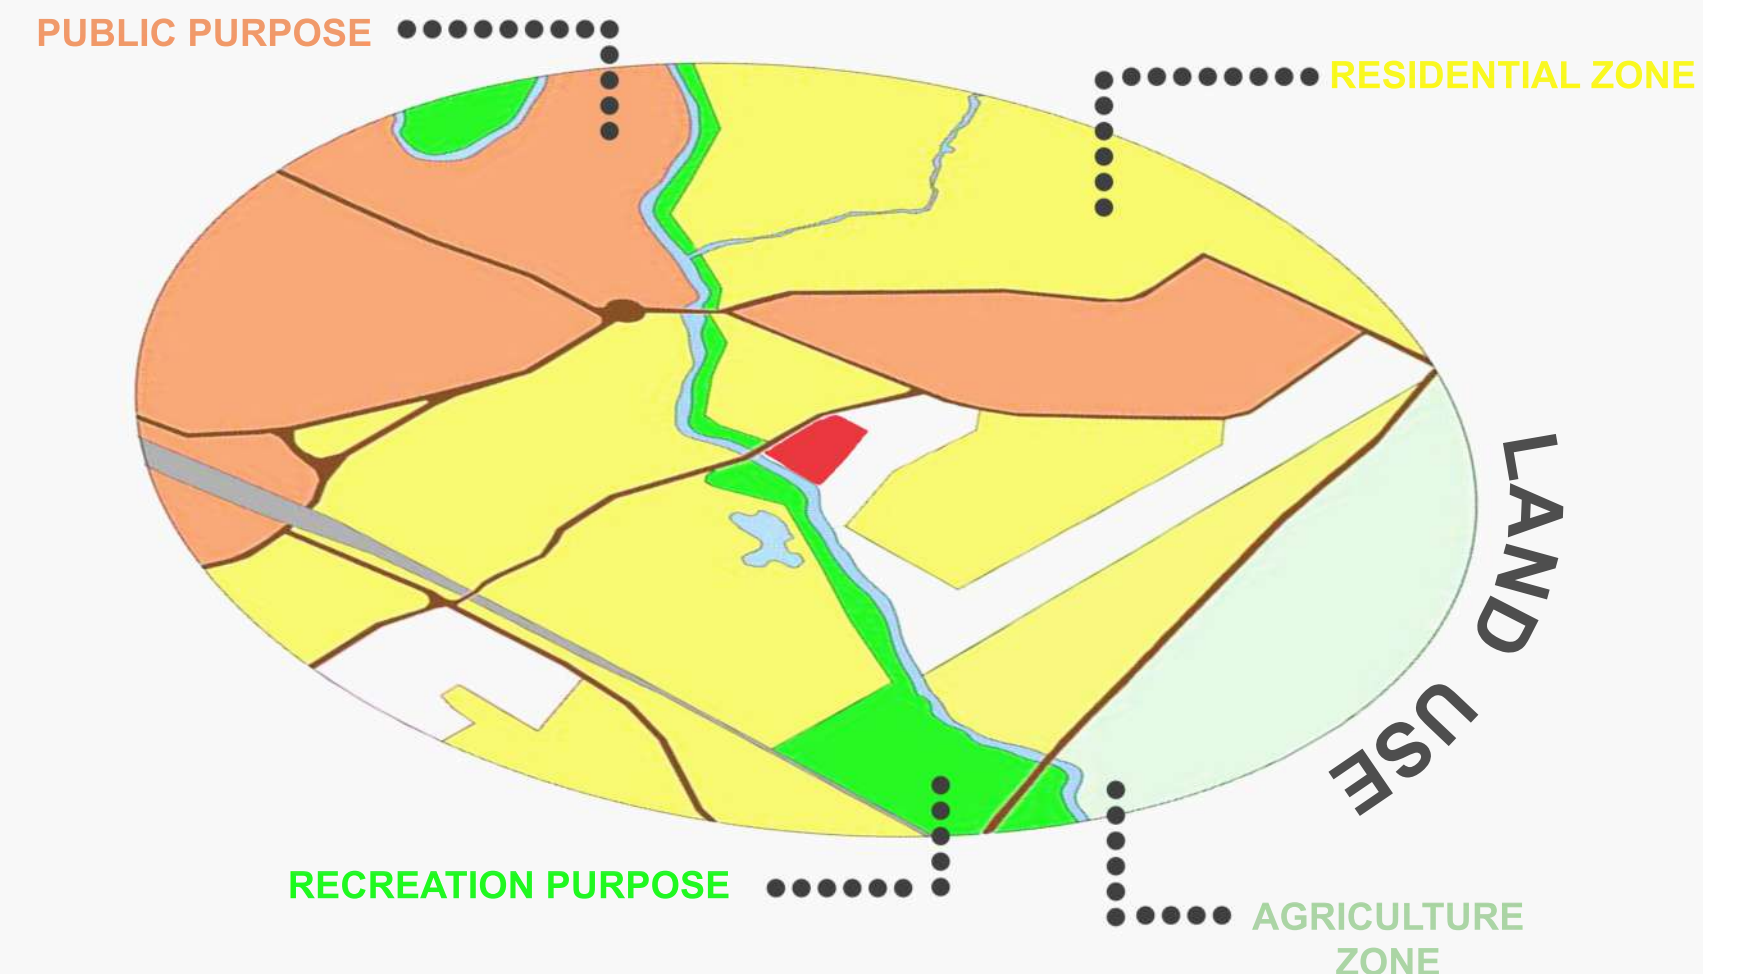 PUBLIC PURPOSE
RESIDENTIAL ZONE
LAND USE
RECREATION PURPOSE
AGRICULTURE
ZONE